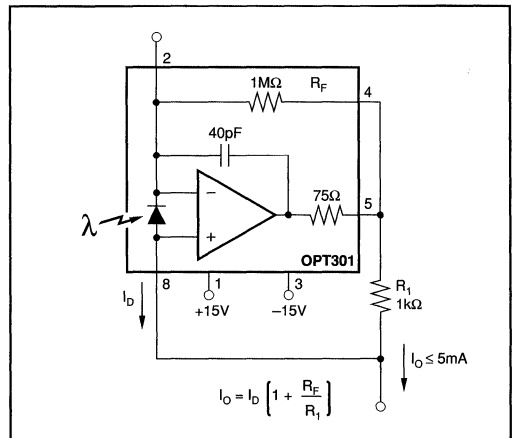 2
1MΩ R_F 4
40pF
75Ω 5
−
+
λ
OPT301
8 1 3
I_D +15V −15V
R_1
1kΩ
I_O ≤ 5mA
I_O = I_D [1 + R_F / R_1]